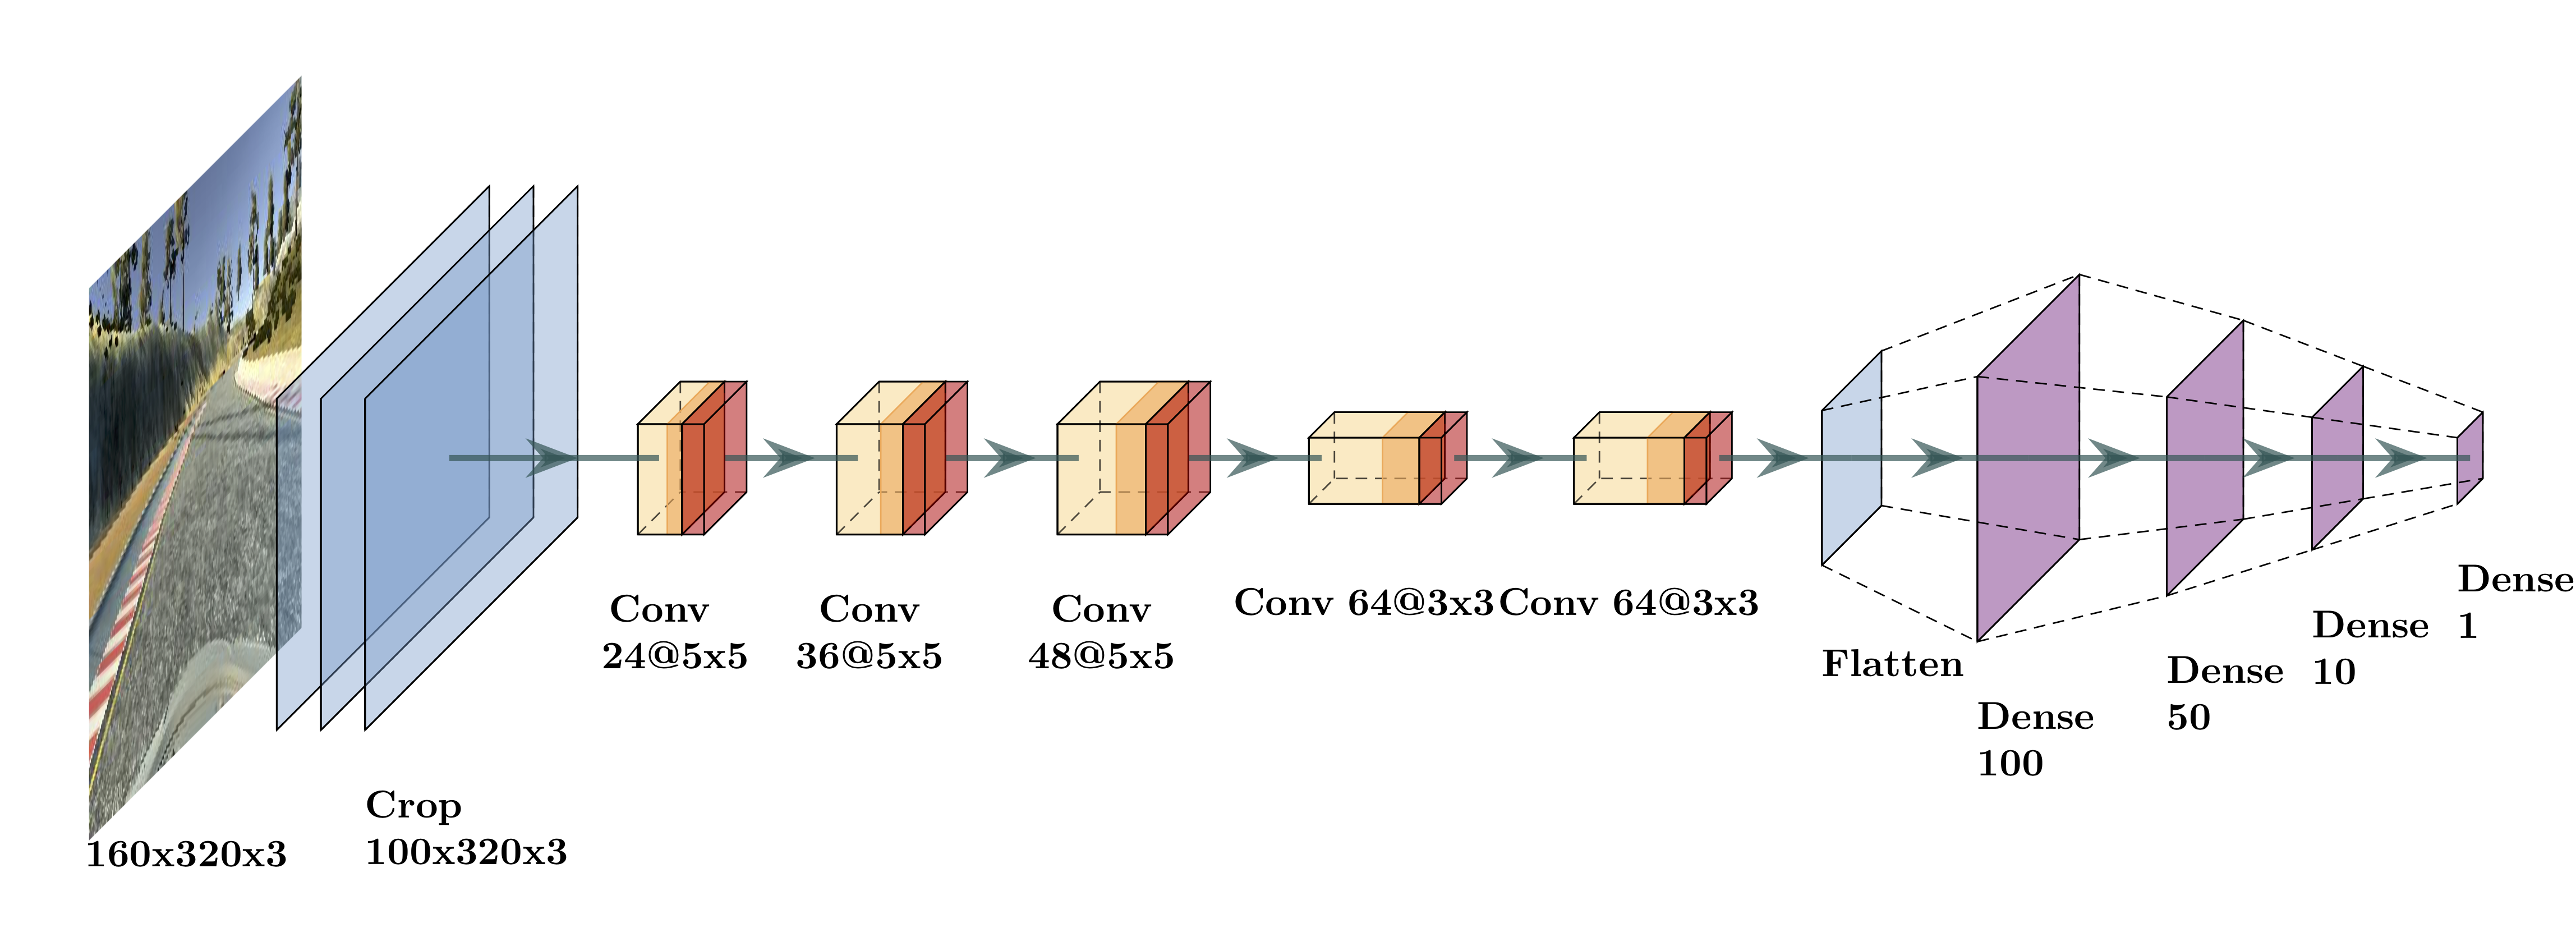 160x320x3
Crop
100x320x3
Conv
24@5x5
Conv
36@5x5
Conv
48@5x5
Conv 64@3x3
Conv 64@3x3
Flatten
Dense
100
Dense
50
Dense
10
Dense
1